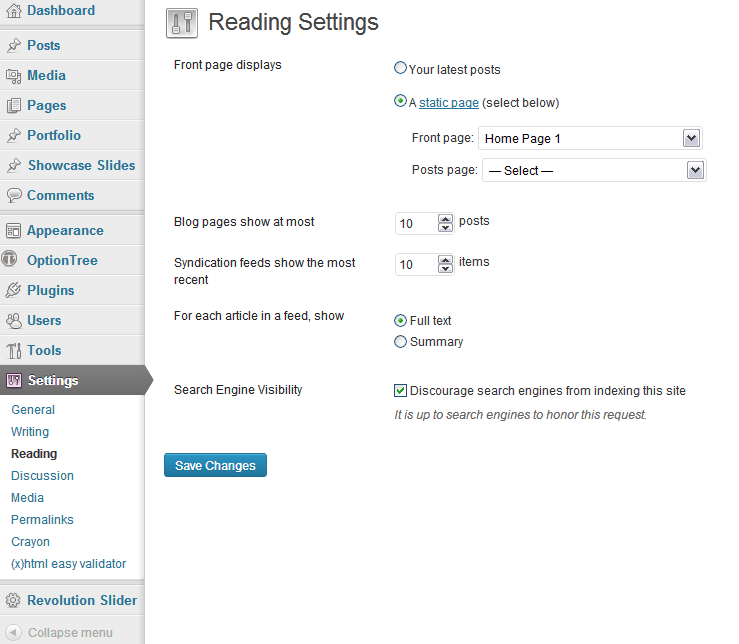 Dashboard
Posts
Media
Pages
Portfolio
Showcase Slides
Comments
Appearance
OptionTree
Plugins
Users
Tools
Settings
General
Writing
Reading
Discussion
Media
Permalinks
Crayon
(x)html easy validator
Revolution Slider
Collapse menu
Reading Settings
Front page displays
Your latest posts
A static page (select below)
Front page: Home Page 1
Posts page: — Select —
Blog pages show at most 10 posts
Syndication feeds show the most 10 items
recent
For each article in a feed, show
Full text
Summary
Search Engine Visibility
Discourage search engines from indexing this site
It is up to search engines to honor this request.
Save Changes